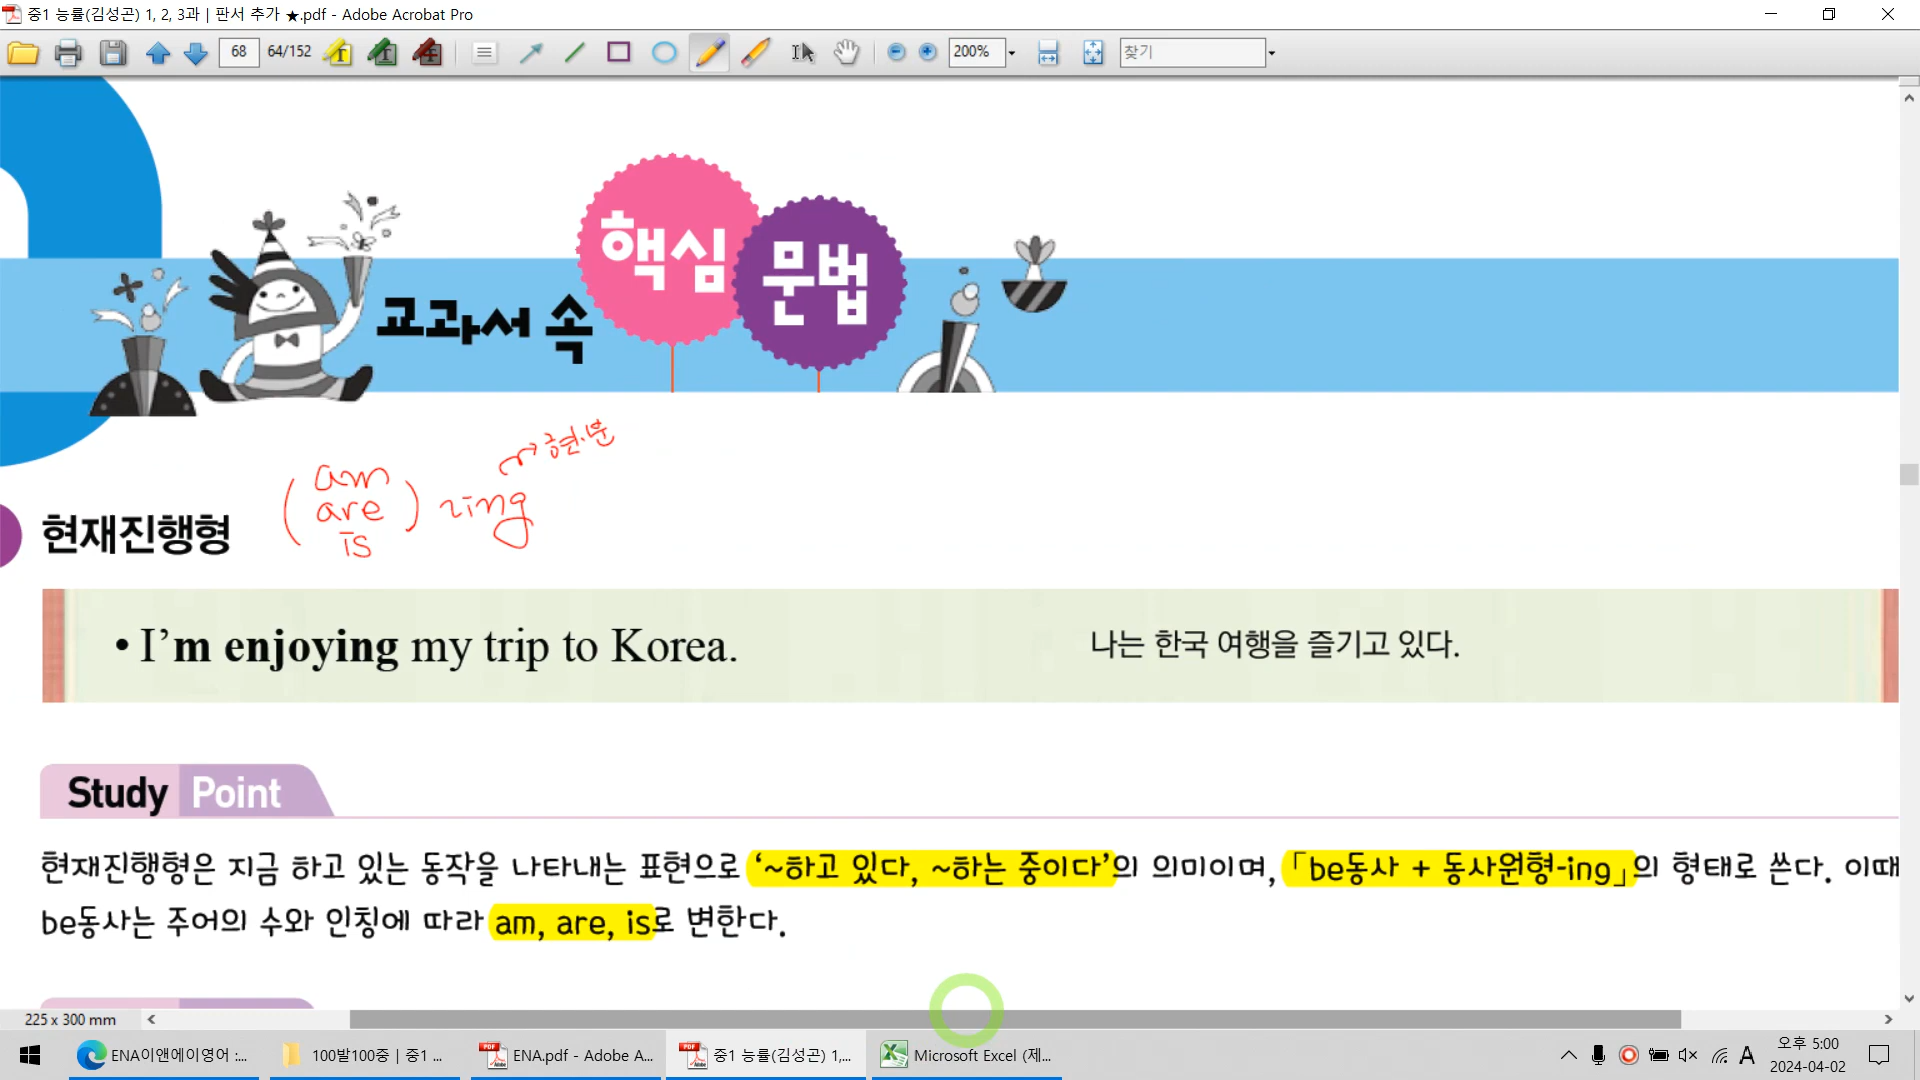 중1 능률(김성곤) 1, 2, 3과 | 판서 추가 ★.pdf - Adobe Acrobat Pro
68 64/152 200% 찾기
교과서 속 핵심 문법
현·분
am
are
is
ing
현재진행형
• I'm enjoying my trip to Korea. 나는 한국 여행을 즐기고 있다.
Study Point
현재진행형은 지금 하고 있는 동작을 나타내는 표현으로 '~하고 있다, ~하는 중이다'의 의미이며, 「be동사 + 동사원형-ing」의 형태로 쓴다. 이때
be동사는 주어의 수와 인칭에 따라 am, are, is로 변한다.
225 x 300 mm
ENA이앤에이영어 :... 100발100중 | 중1 ... ENA.pdf - Adobe A... 중1 능률(김성곤) 1,... Microsoft Excel (제... A 오후 5:00
2024-04-02